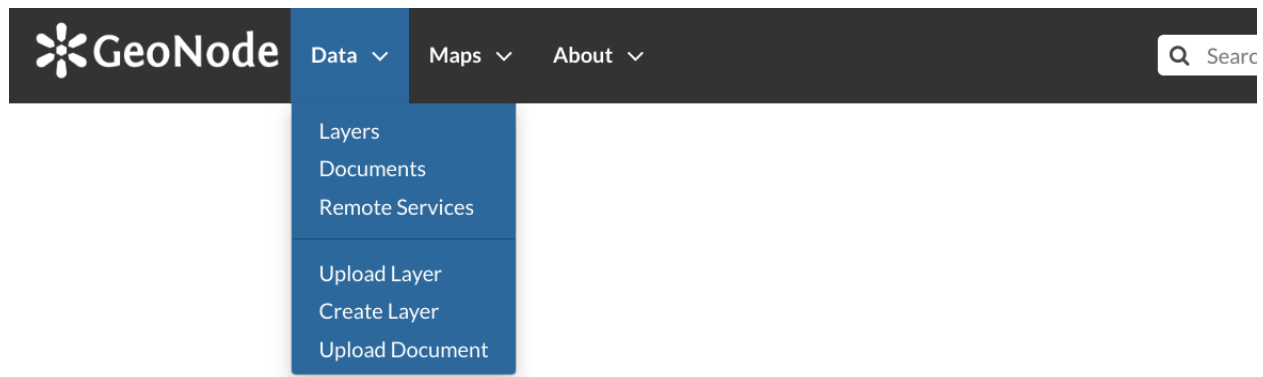 GeoNode Data Maps About
Layers
Documents
Remote Services
Upload Layer
Create Layer
Upload Document